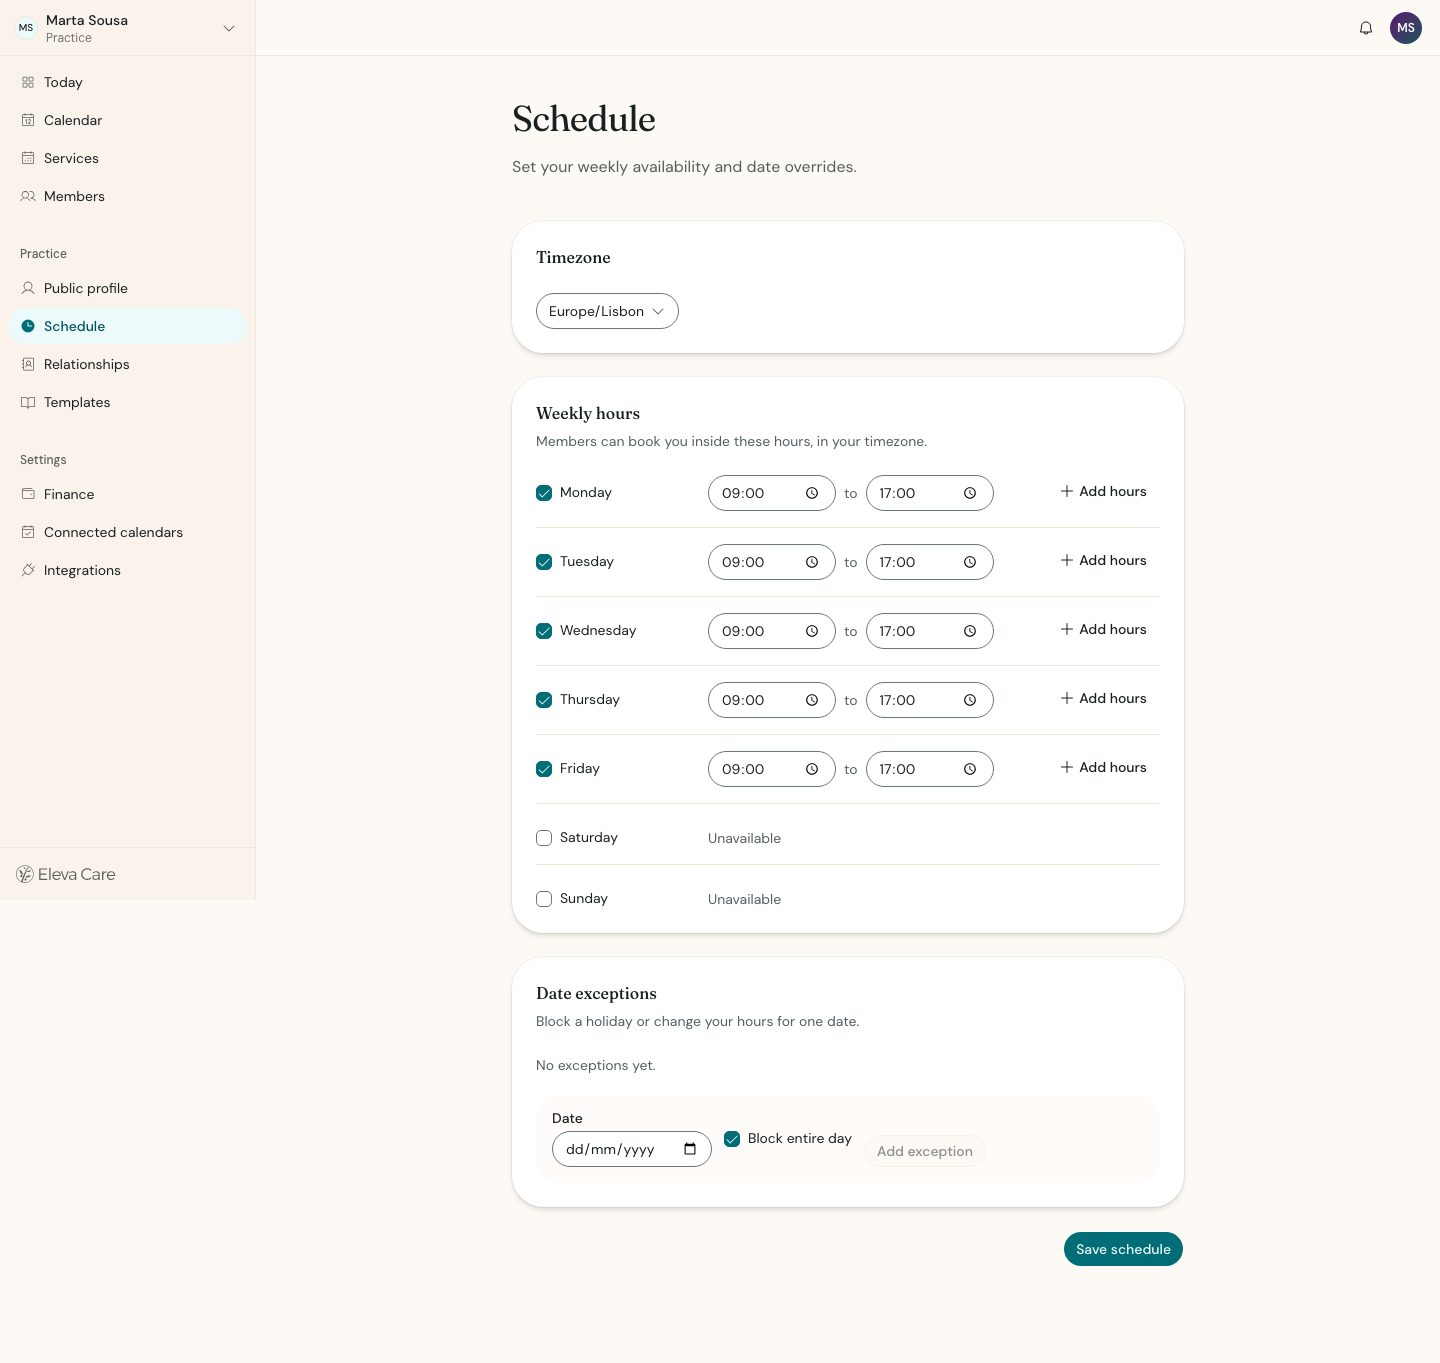 MS
Marta Sousa
Practice
MS
Today
12 Calendar
Services
Members
Practice
Public profile
Schedule
Relationships
Templates
Settings
Finance
Connected calendars
Integrations
Eleva Care
Schedule
Set your weekly availability and date overrides.
Timezone
Europe/Lisbon
Weekly hours
Members can book you inside these hours, in your timezone.
Monday 09:00 to 17:00 Add hours
Tuesday 09:00 to 17:00 Add hours
Wednesday 09:00 to 17:00 Add hours
Thursday 09:00 to 17:00 Add hours
Friday 09:00 to 17:00 Add hours
Saturday Unavailable
Sunday Unavailable
Date exceptions
Block a holiday or change your hours for one date.
No exceptions yet.
Date
dd/mm/yyyy Block entire day Add exception
Save schedule